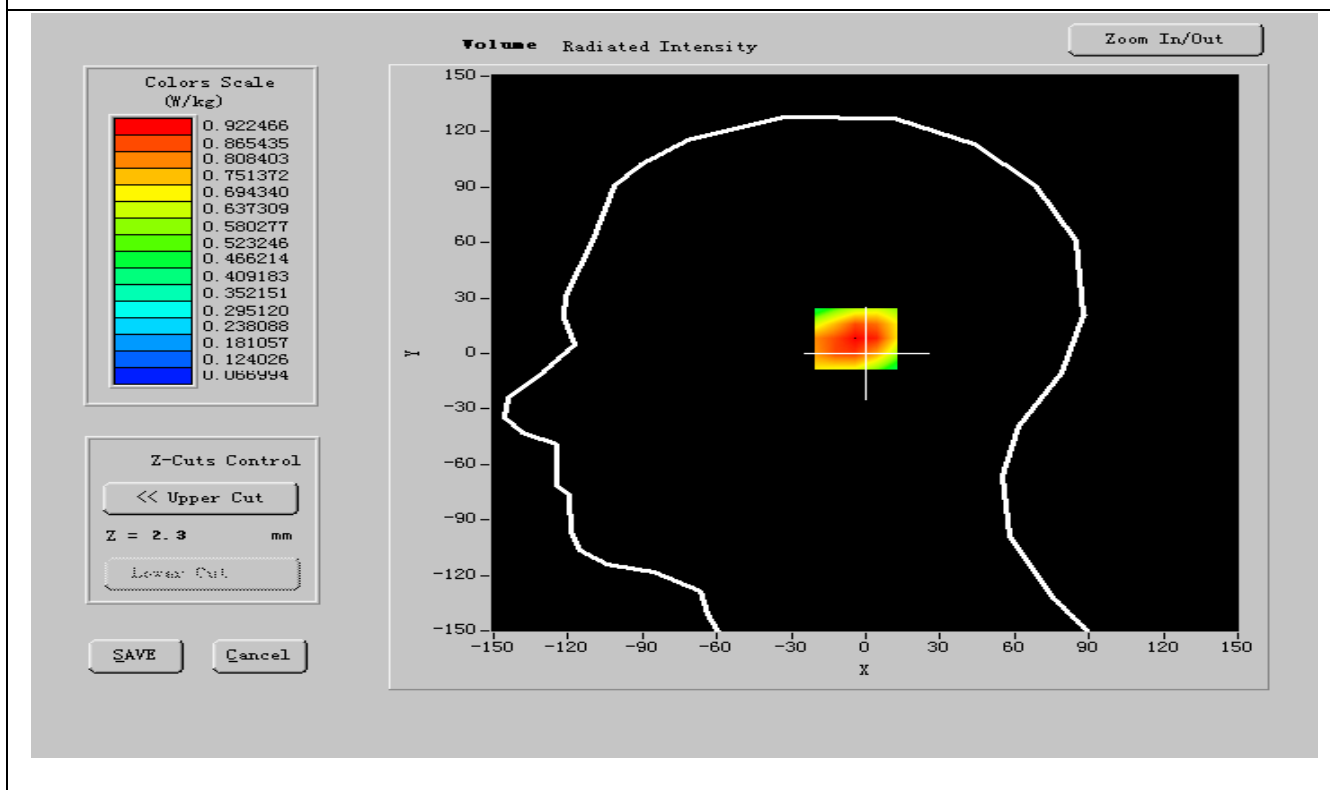 Volume Radiated Intensity
Zoom In/Out
Colors Scale
(W/kg)
0.922466
0.865435
0.808403
0.751372
0.694340
0.637309
0.580277
0.523246
0.466214
0.409183
0.352151
0.295120
0.238088
0.181057
0.124026
0.066994
Z-Cuts Control
<< Upper Cut
Z = 2.3 mm
Lower Cut
SAVE
Cancel
150
120
90
60
30
0
-30
-60
-90
-120
-150
Y
-150 -120 -90 -60 -30 0 30 60 90 120 150
X